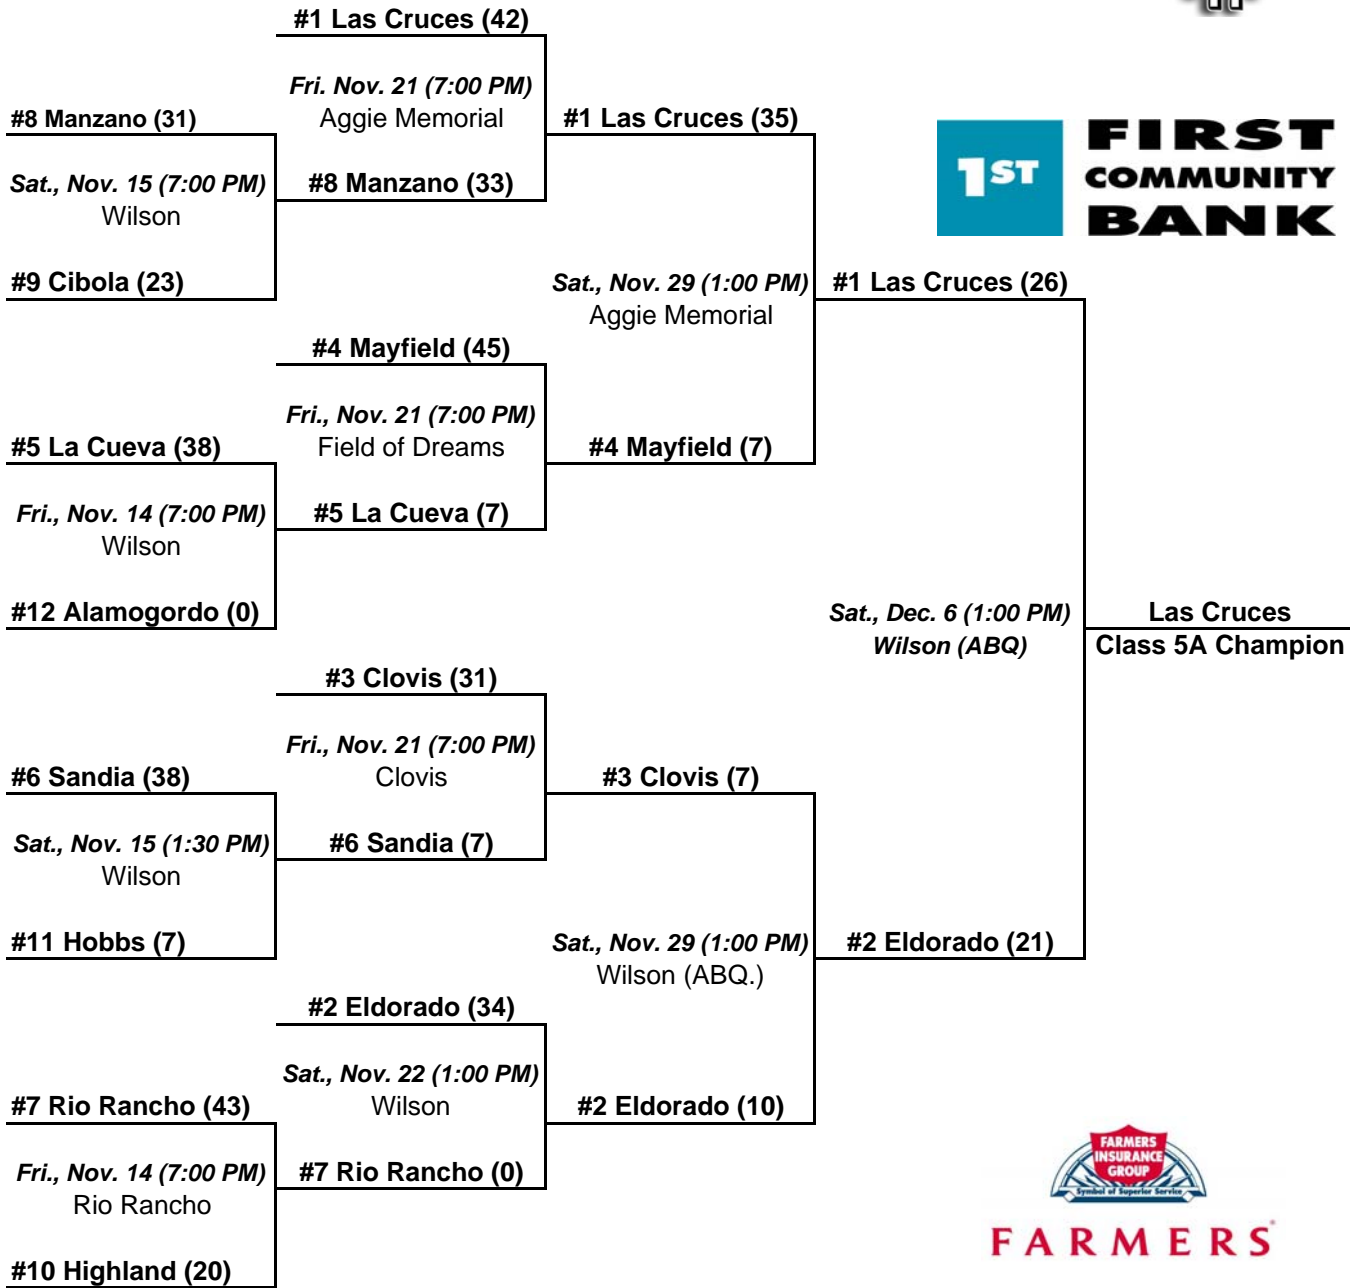 #1 Las Cruces (42)
Fri. Nov. 21 (7:00 PM)
#8 Manzano (31)
Aggie Memorial
#1 Las Cruces (35)
1ST
FIRST
COMMUNITY
BANK
Sat., Nov. 15 (7:00 PM)
#8 Manzano (33)
Wilson
#9 Cibola (23)
Sat., Nov. 29 (1:00 PM)
#1 Las Cruces (26)
Aggie Memorial
#4 Mayfield (45)
Fri., Nov. 21 (7:00 PM)
#5 La Cueva (38)
Field of Dreams
#4 Mayfield (7)
Fri., Nov. 14 (7:00 PM)
#5 La Cueva (7)
Wilson
#12 Alamogordo (0)
Sat., Dec. 6 (1:00 PM)
Las Cruces
Wilson (ABQ)
Class 5A Champion
#3 Clovis (31)
Fri., Nov. 21 (7:00 PM)
#6 Sandia (38)
Clovis
#3 Clovis (7)
Sat., Nov. 15 (1:30 PM)
#6 Sandia (7)
Wilson
#11 Hobbs (7)
Sat., Nov. 29 (1:00 PM)
#2 Eldorado (21)
Wilson (ABQ.)
#2 Eldorado (34)
Sat., Nov. 22 (1:00 PM)
#7 Rio Rancho (43)
Wilson
#2 Eldorado (10)
Fri., Nov. 14 (7:00 PM)
#7 Rio Rancho (0)
Rio Rancho
#10 Highland (20)
FARMERS
INSURANCE
GROUP
Symbol of Superior Service
FARMERS